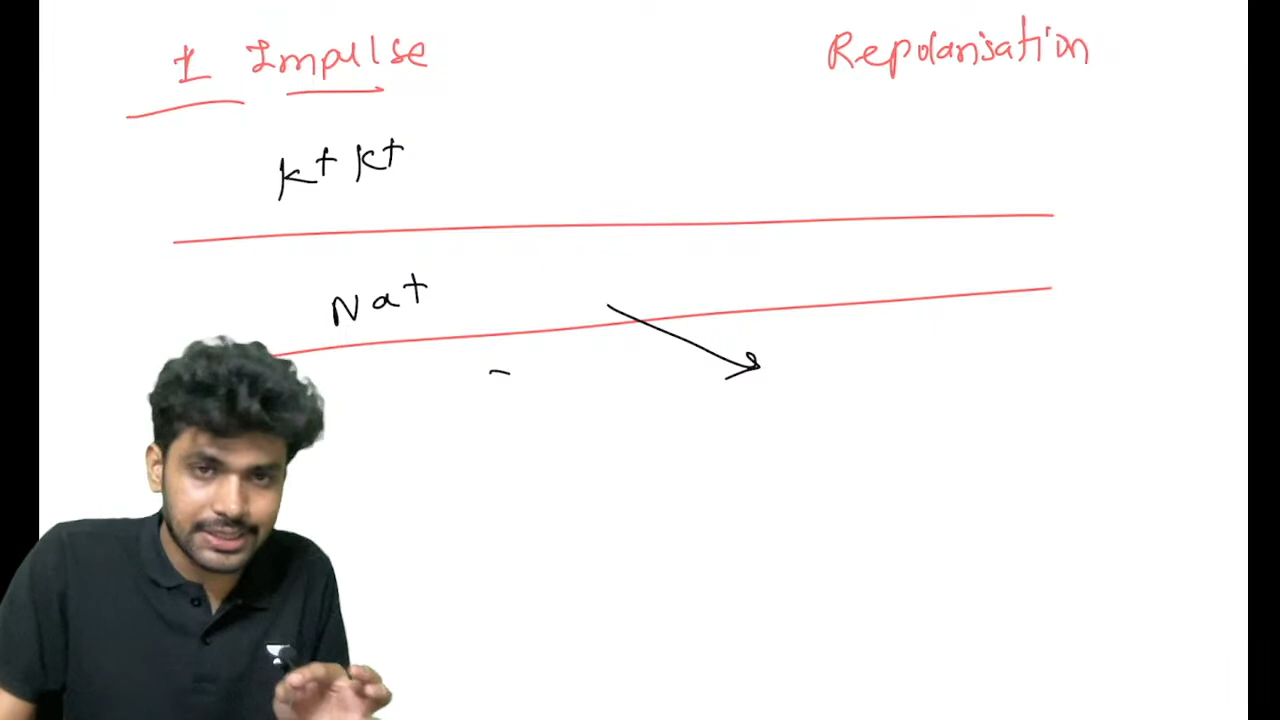 1 Impulse Repolarisation
K+ K+
Na+